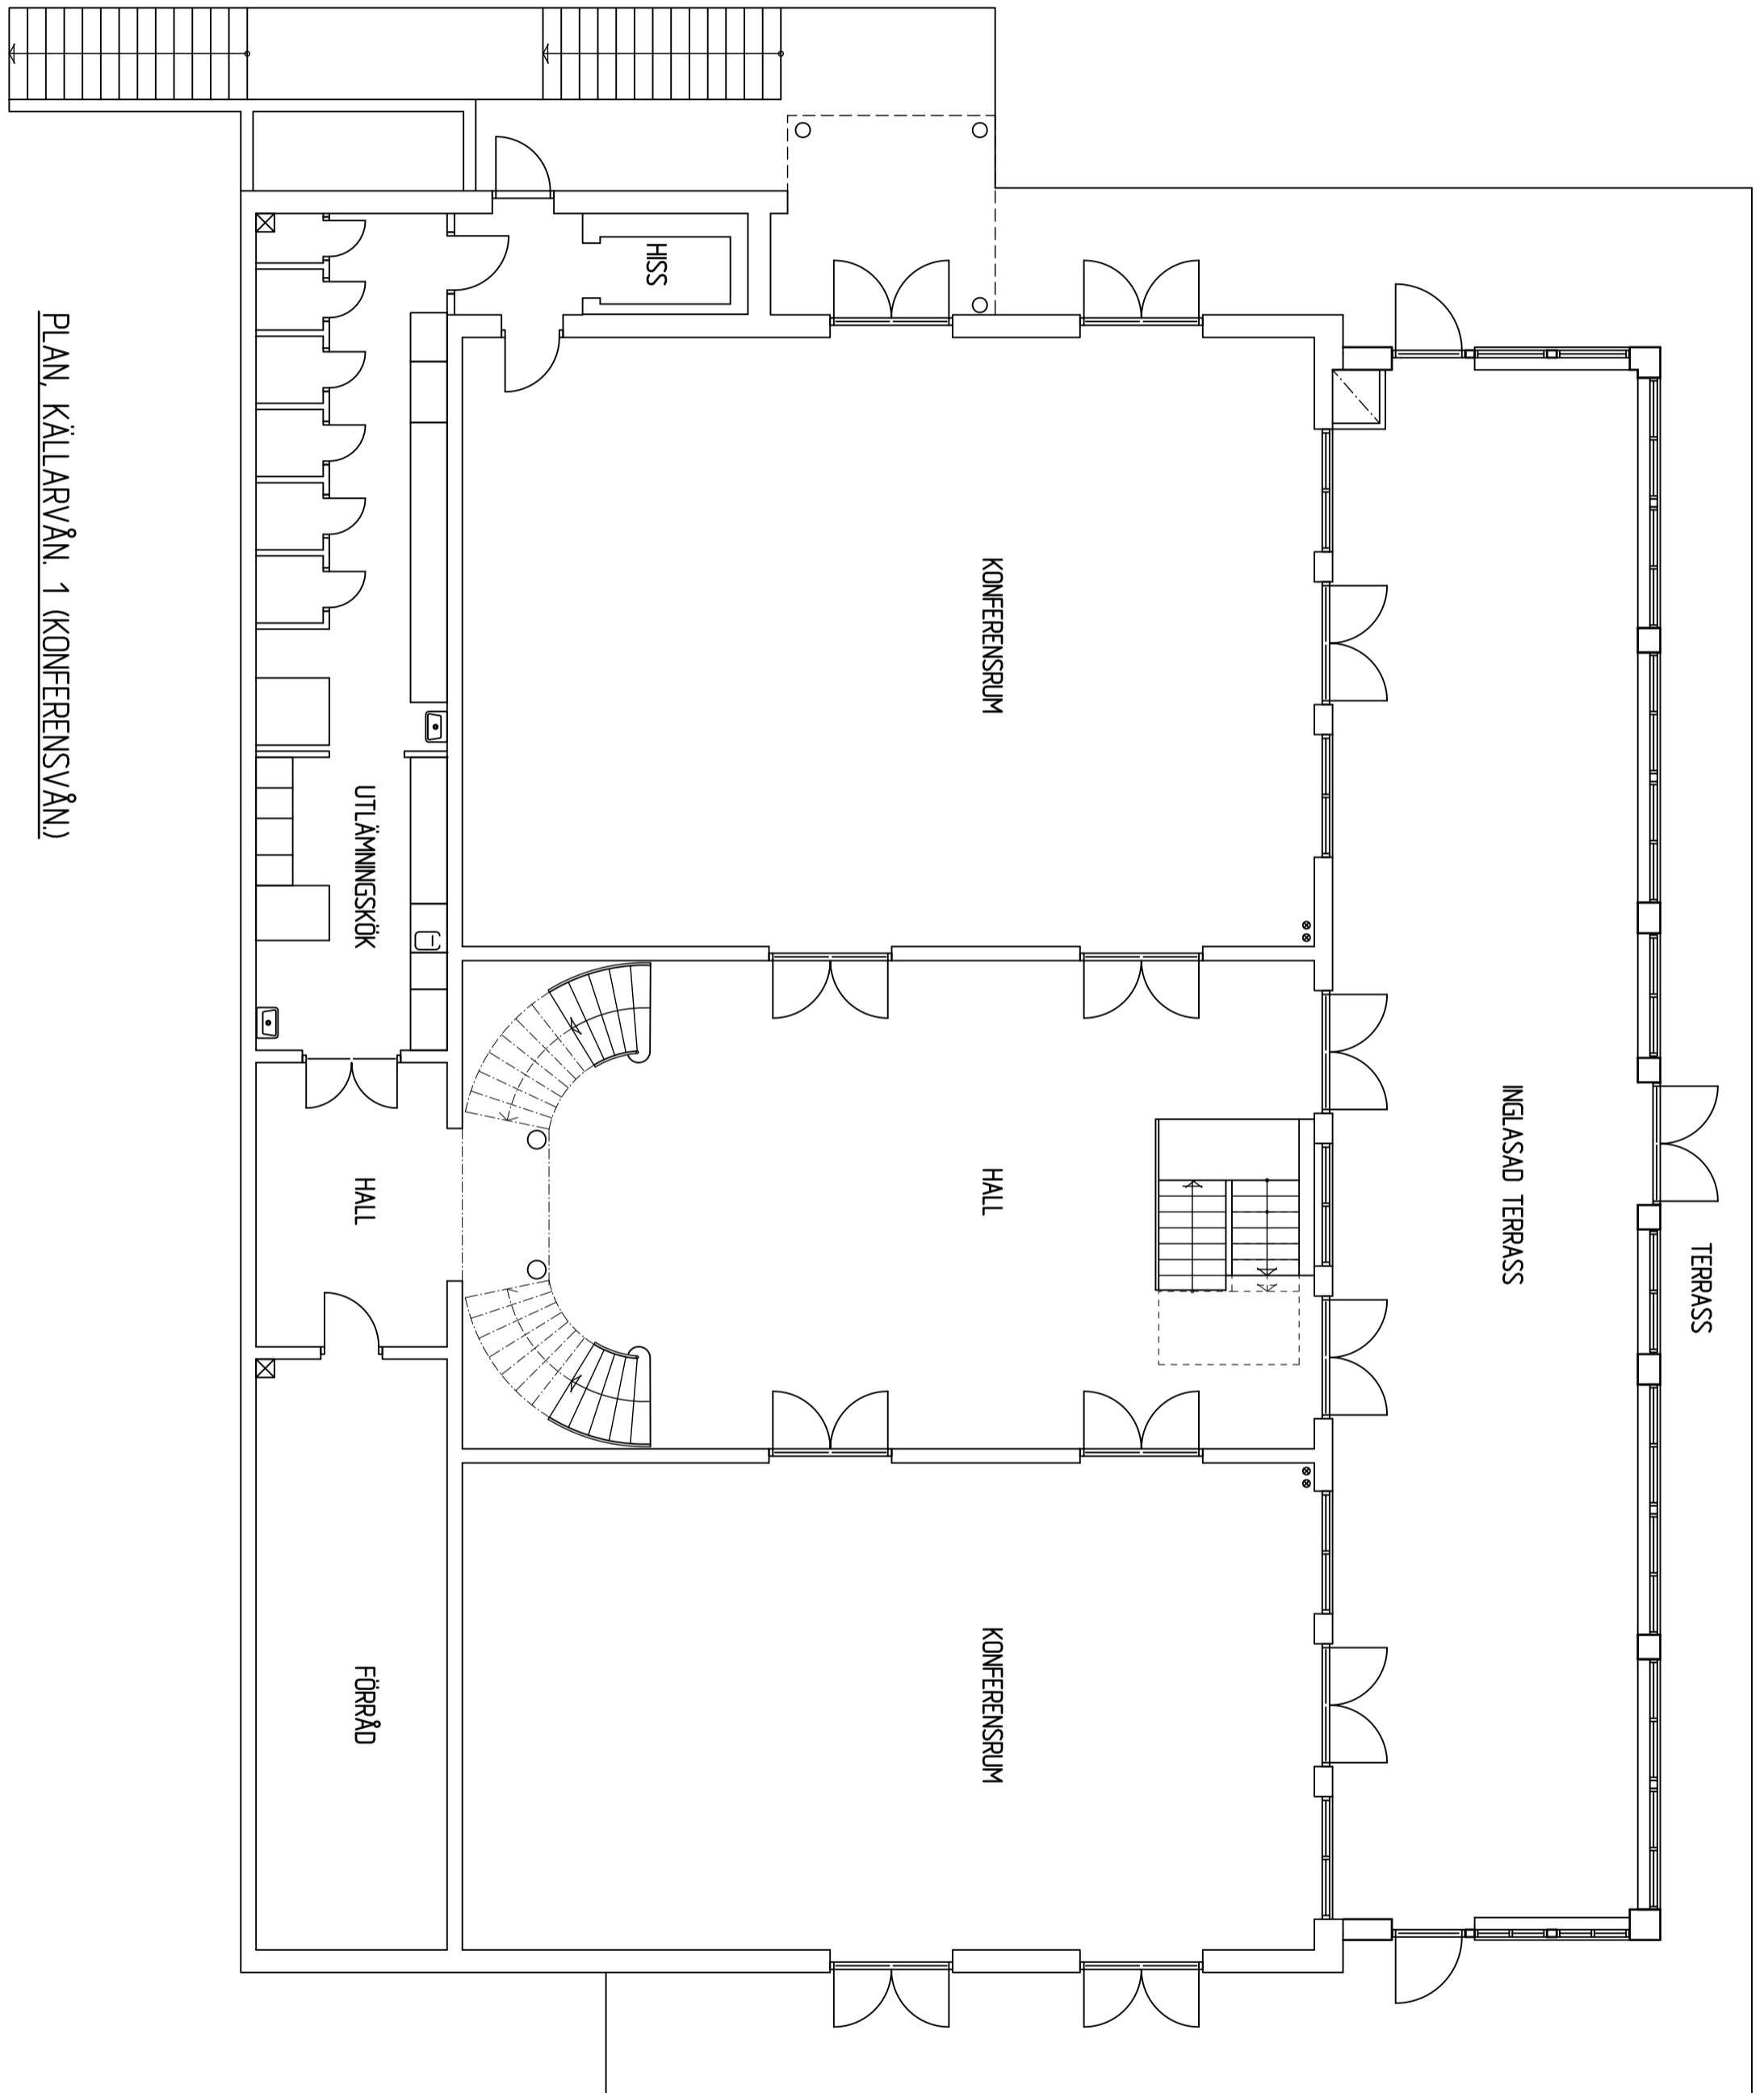 TERRASS
INGLASAD TERRASS
KONFERENSRUM
HALL
KONFERENSRUM
HISS
UTLÄMNINGSKÖK
HALL
FÖRRÅD
PLAN, KÄLLARVÅN. 1 (KONFERENSVÅN.)